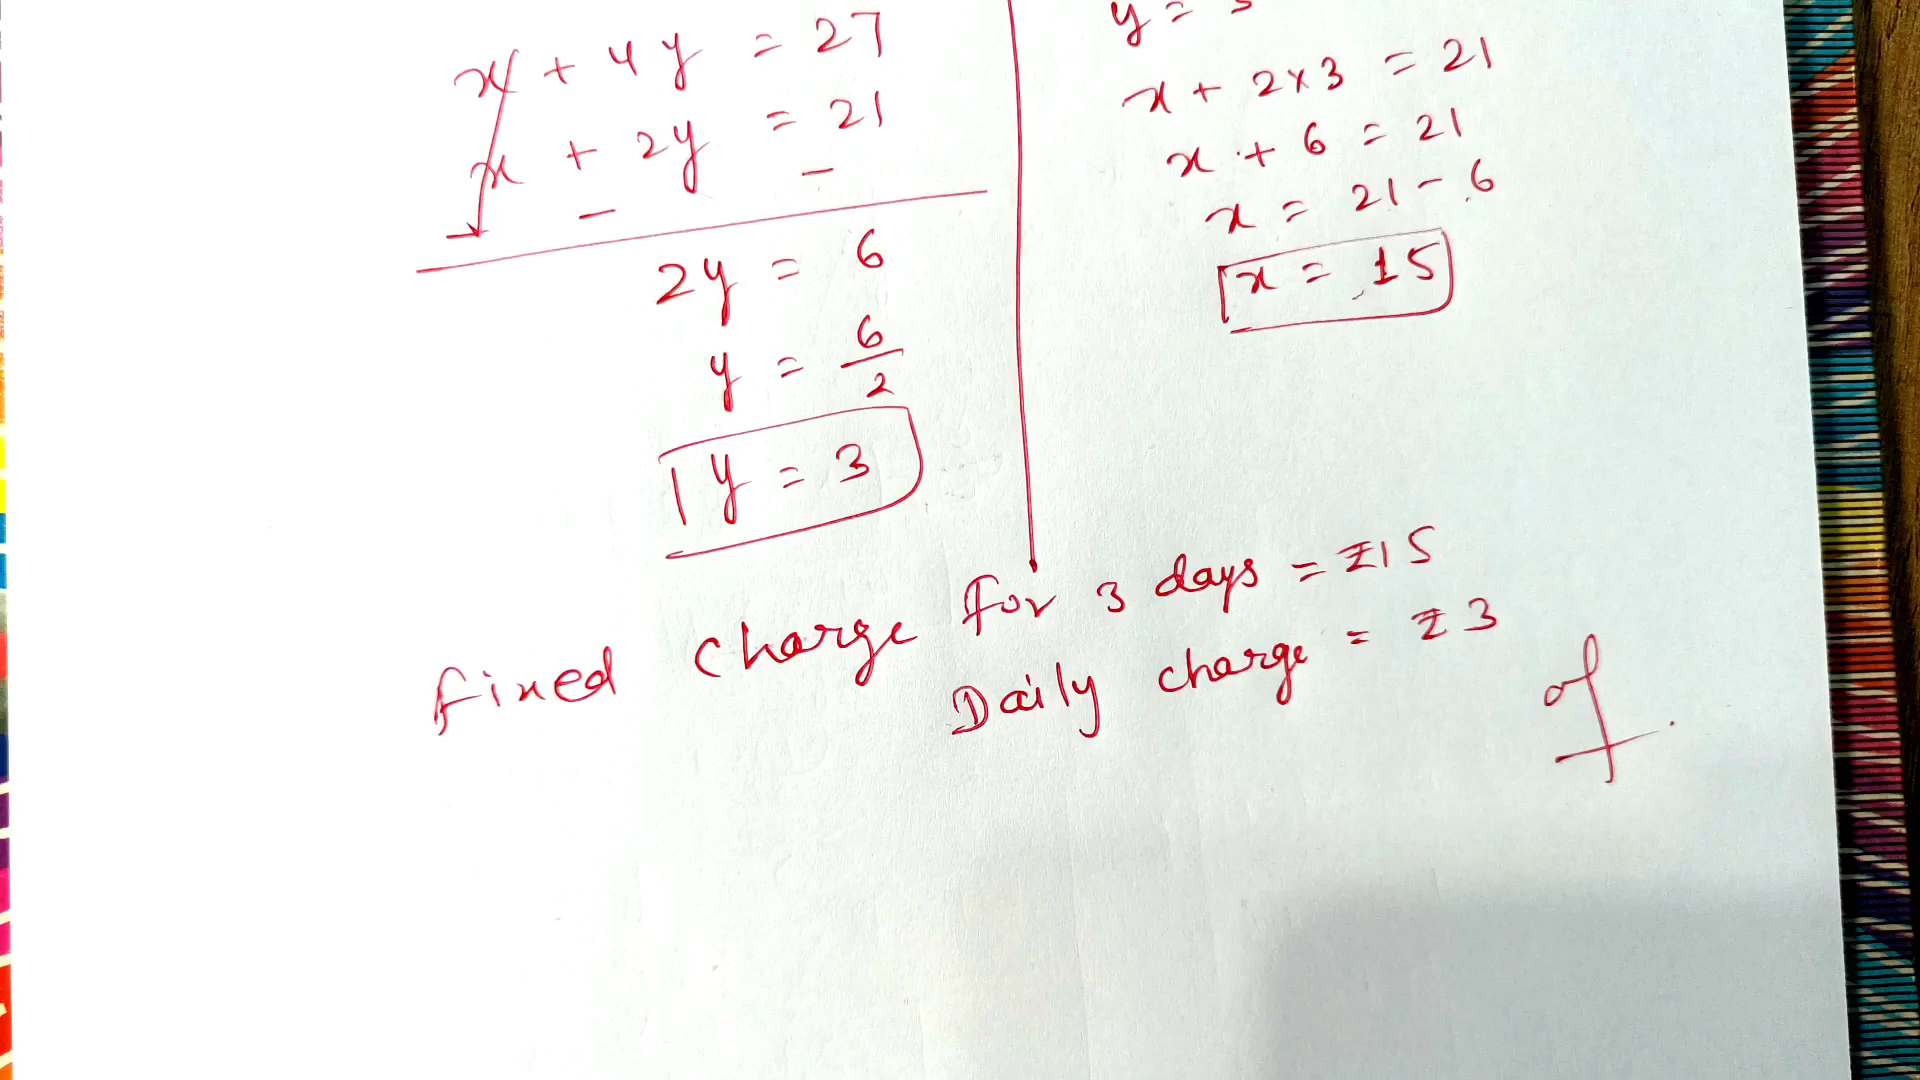 x + 4y = 27
x + 2y = 21
- - -
2y = 6
y = 6/2
y = 3
x + 2×3 = 21
x + 6 = 21
x = 21 - 6
x = 15
fixed charge for 3 days = ₹15
Daily charge = ₹3